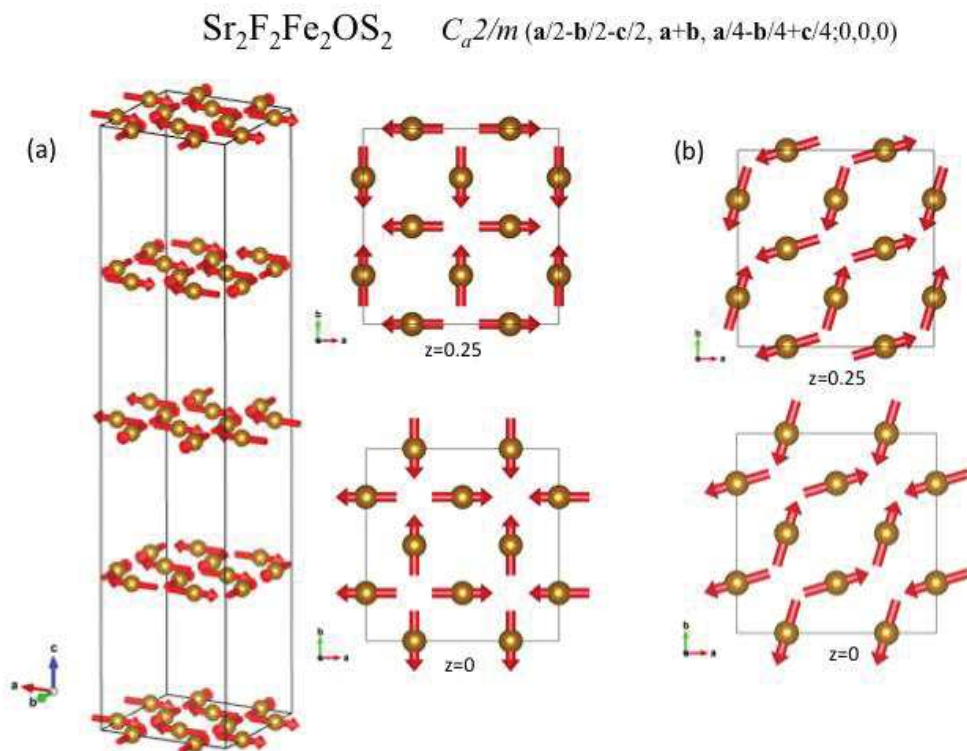 Sr₂F₂Fe₂OS₂ Cₐ2/m (a/2-b/2-c/2, a+b, a/4-b/4+c/4;0,0,0)
(a)
(b)
b
a
z=0.25
b
a
z=0.25
c
a
b
b
a
z=0
b
a
z=0